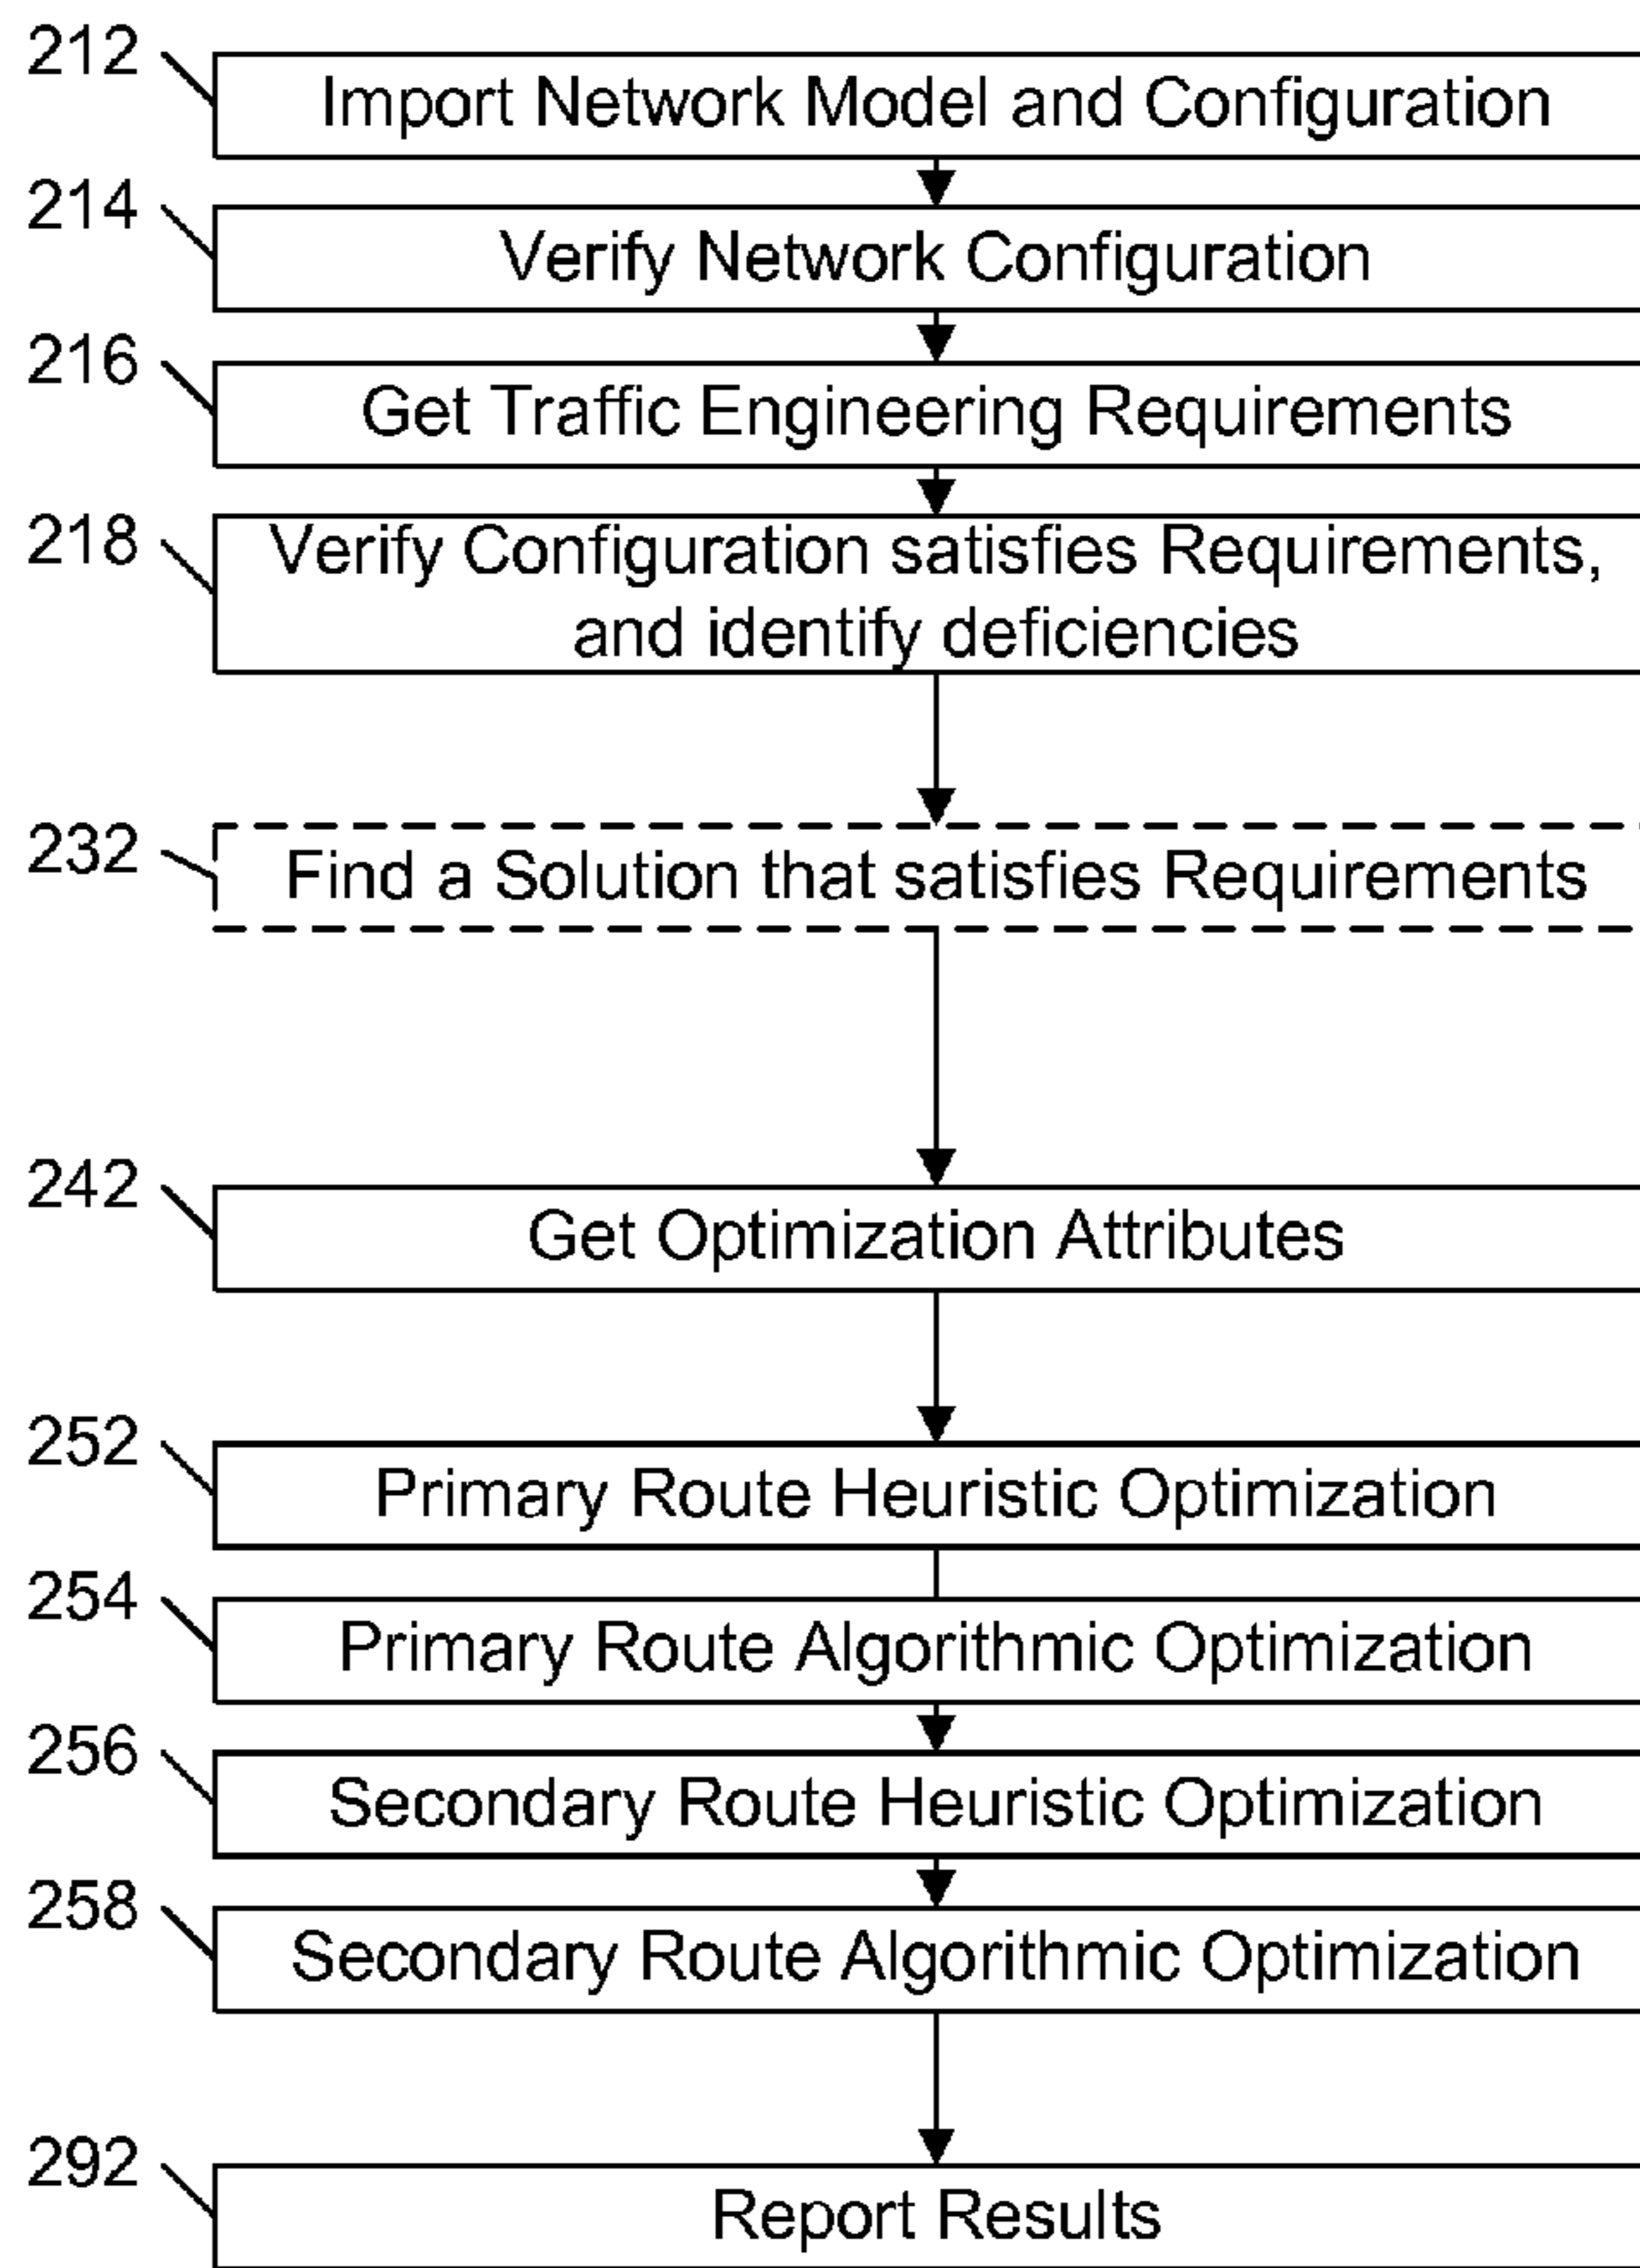 212
Import Network Model and Configuration
214
Verify Network Configuration
216
Get Traffic Engineering Requirements
218
Verify Configuration satisfies Requirements,
and identify deficiencies
232
Find a Solution that satisfies Requirements
242
Get Optimization Attributes
252
Primary Route Heuristic Optimization
254
Primary Route Algorithmic Optimization
256
Secondary Route Heuristic Optimization
258
Secondary Route Algorithmic Optimization
292
Report Results